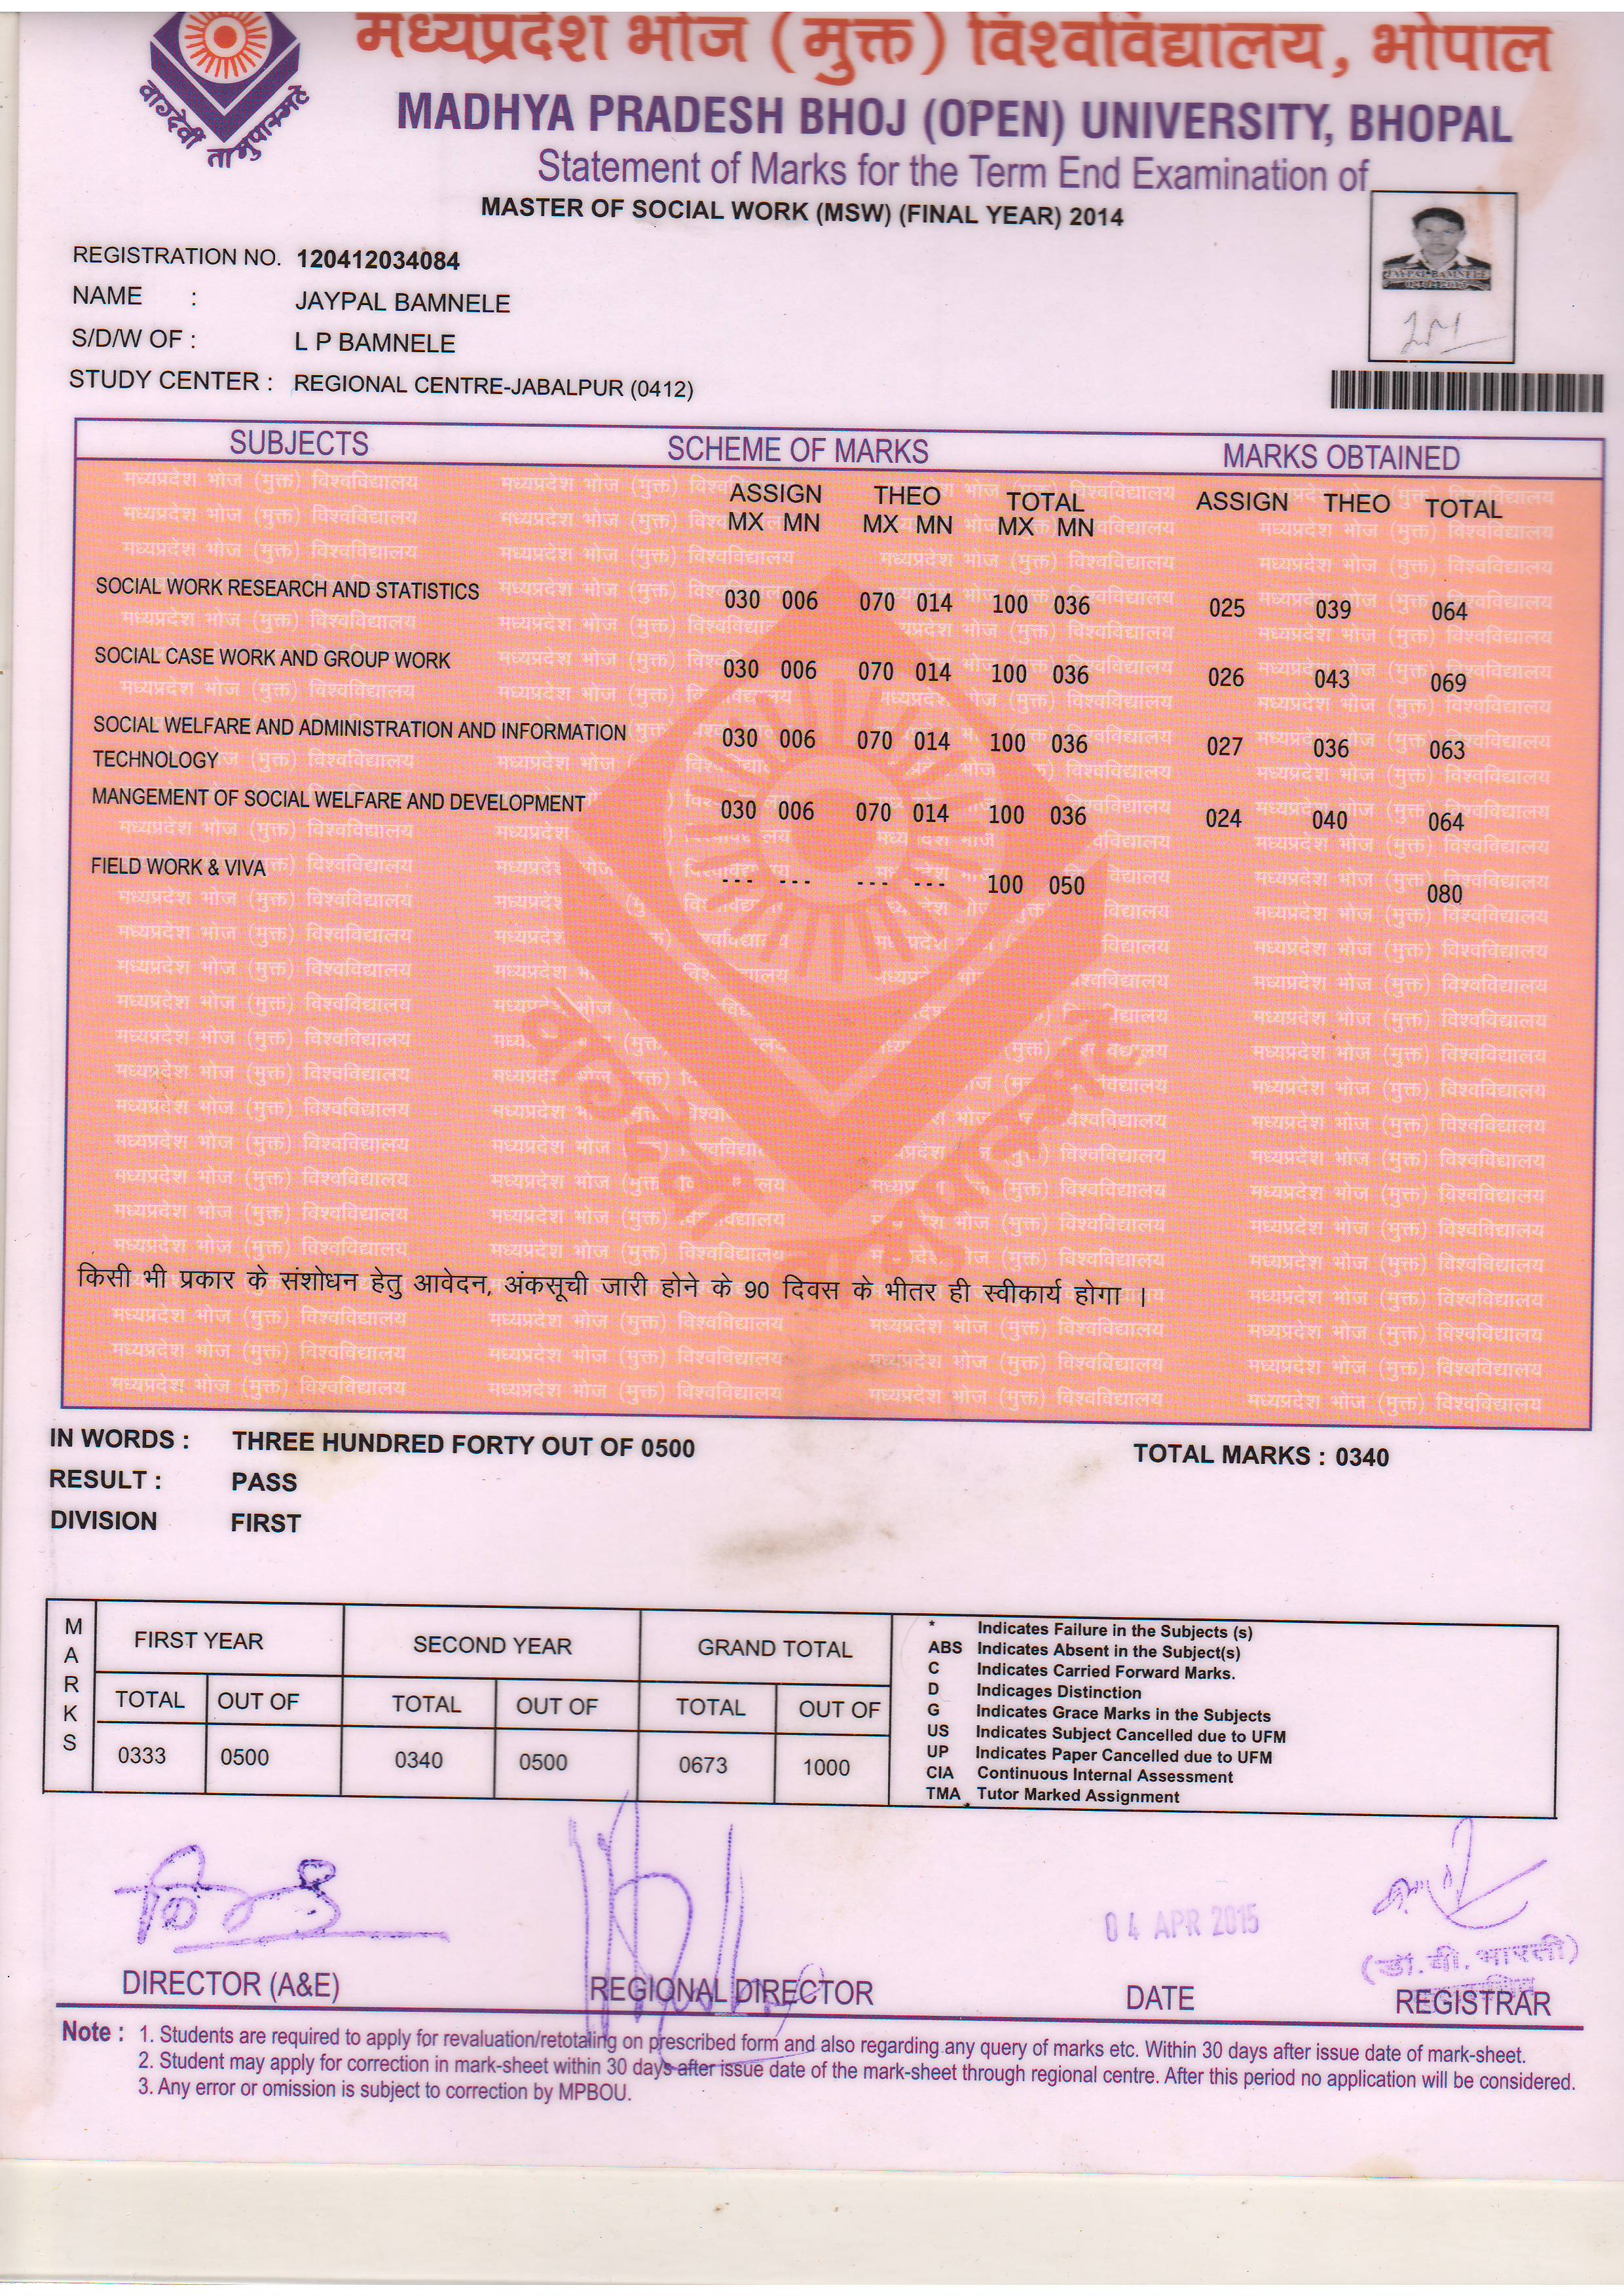 मध्यप्रदेश भोज (मुक्त) विश्वविद्यालय, भोपाल
वाग्देवी
MADHYA PRADESH BHOJ (OPEN) UNIVERSITY, BHOPAL
Statement of Marks for the Term End Examination of
MASTER OF SOCIAL WORK (MSW) (FINAL YEAR) 2014
REGISTRATION NO. 120412034084
NAME : JAYPAL BAMNELE
S/D/W OF : L P BAMNELE
STUDY CENTER : REGIONAL CENTRE-JABALPUR (0412)
JAYPAL BAMNELE
SUBJECTS SCHEME OF MARKS MARKS OBTAINED
ASSIGN THEO TOTAL ASSIGN THEO TOTAL
MX MN MX MN MX MN
SOCIAL WORK RESEARCH AND STATISTICS 030 006 070 014 100 036 025 039 064
SOCIAL CASE WORK AND GROUP WORK 030 006 070 014 100 036 026 043 069
SOCIAL WELFARE AND ADMINISTRATION AND INFORMATION 030 006 070 014 100 036 027 036 063
TECHNOLOGY
MANGEMENT OF SOCIAL WELFARE AND DEVELOPMENT 030 006 070 014 100 036 024 040 064
FIELD WORK & VIVA --- --- --- --- 100 050 080
किसी भी प्रकार के संशोधन हेतु आवेदन, अंकसूची जारी होने के 90 दिवस के भीतर ही स्वीकार्य होगा ।
IN WORDS : THREE HUNDRED FORTY OUT OF 0500 TOTAL MARKS : 0340
RESULT : PASS
DIVISION FIRST
MARKS
FIRST YEAR SECOND YEAR GRAND TOTAL
TOTAL OUT OF TOTAL OUT OF TOTAL OUT OF
0333 0500 0340 0500 0673 1000
* Indicates Failure in the Subjects (s)
ABS Indicates Absent in the Subject(s)
C Indicates Carried Forward Marks.
D Indicages Distinction
G Indicates Grace Marks in the Subjects
US Indicates Subject Cancelled due to UFM
UP Indicates Paper Cancelled due to UFM
CIA Continuous Internal Assessment
TMA Tutor Marked Assignment
04 APR 2015
(डॉ. बी. भारती)
DIRECTOR (A&E) REGIONAL DIRECTOR DATE REGISTRAR
Note : 1. Students are required to apply for revaluation/retotaling on prescribed form and also regarding any query of marks etc. Within 30 days after issue date of mark-sheet.
2. Student may apply for correction in mark-sheet within 30 days after issue date of the mark-sheet through regional centre. After this period no application will be considered.
3. Any error or omission is subject to correction by MPBOU.